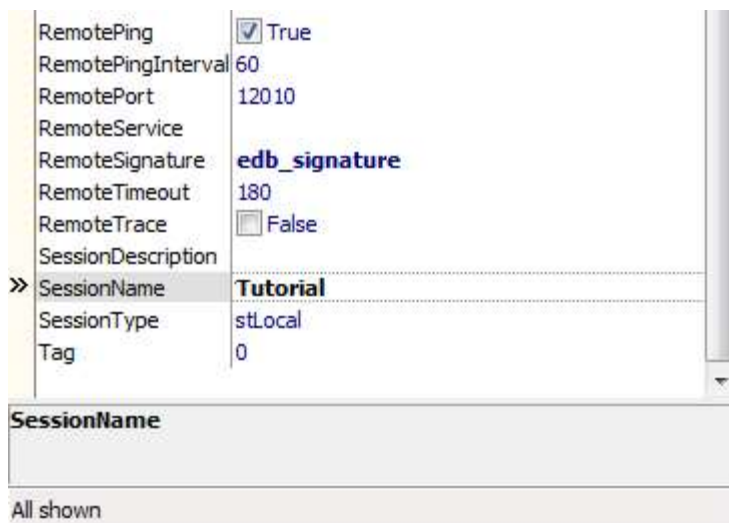 RemotePing True
RemotePingInterval 60
RemotePort 12010
RemoteService
RemoteSignature edb_signature
RemoteTimeout 180
RemoteTrace False
SessionDescription
» SessionName Tutorial
SessionType stLocal
Tag 0
SessionName
All shown